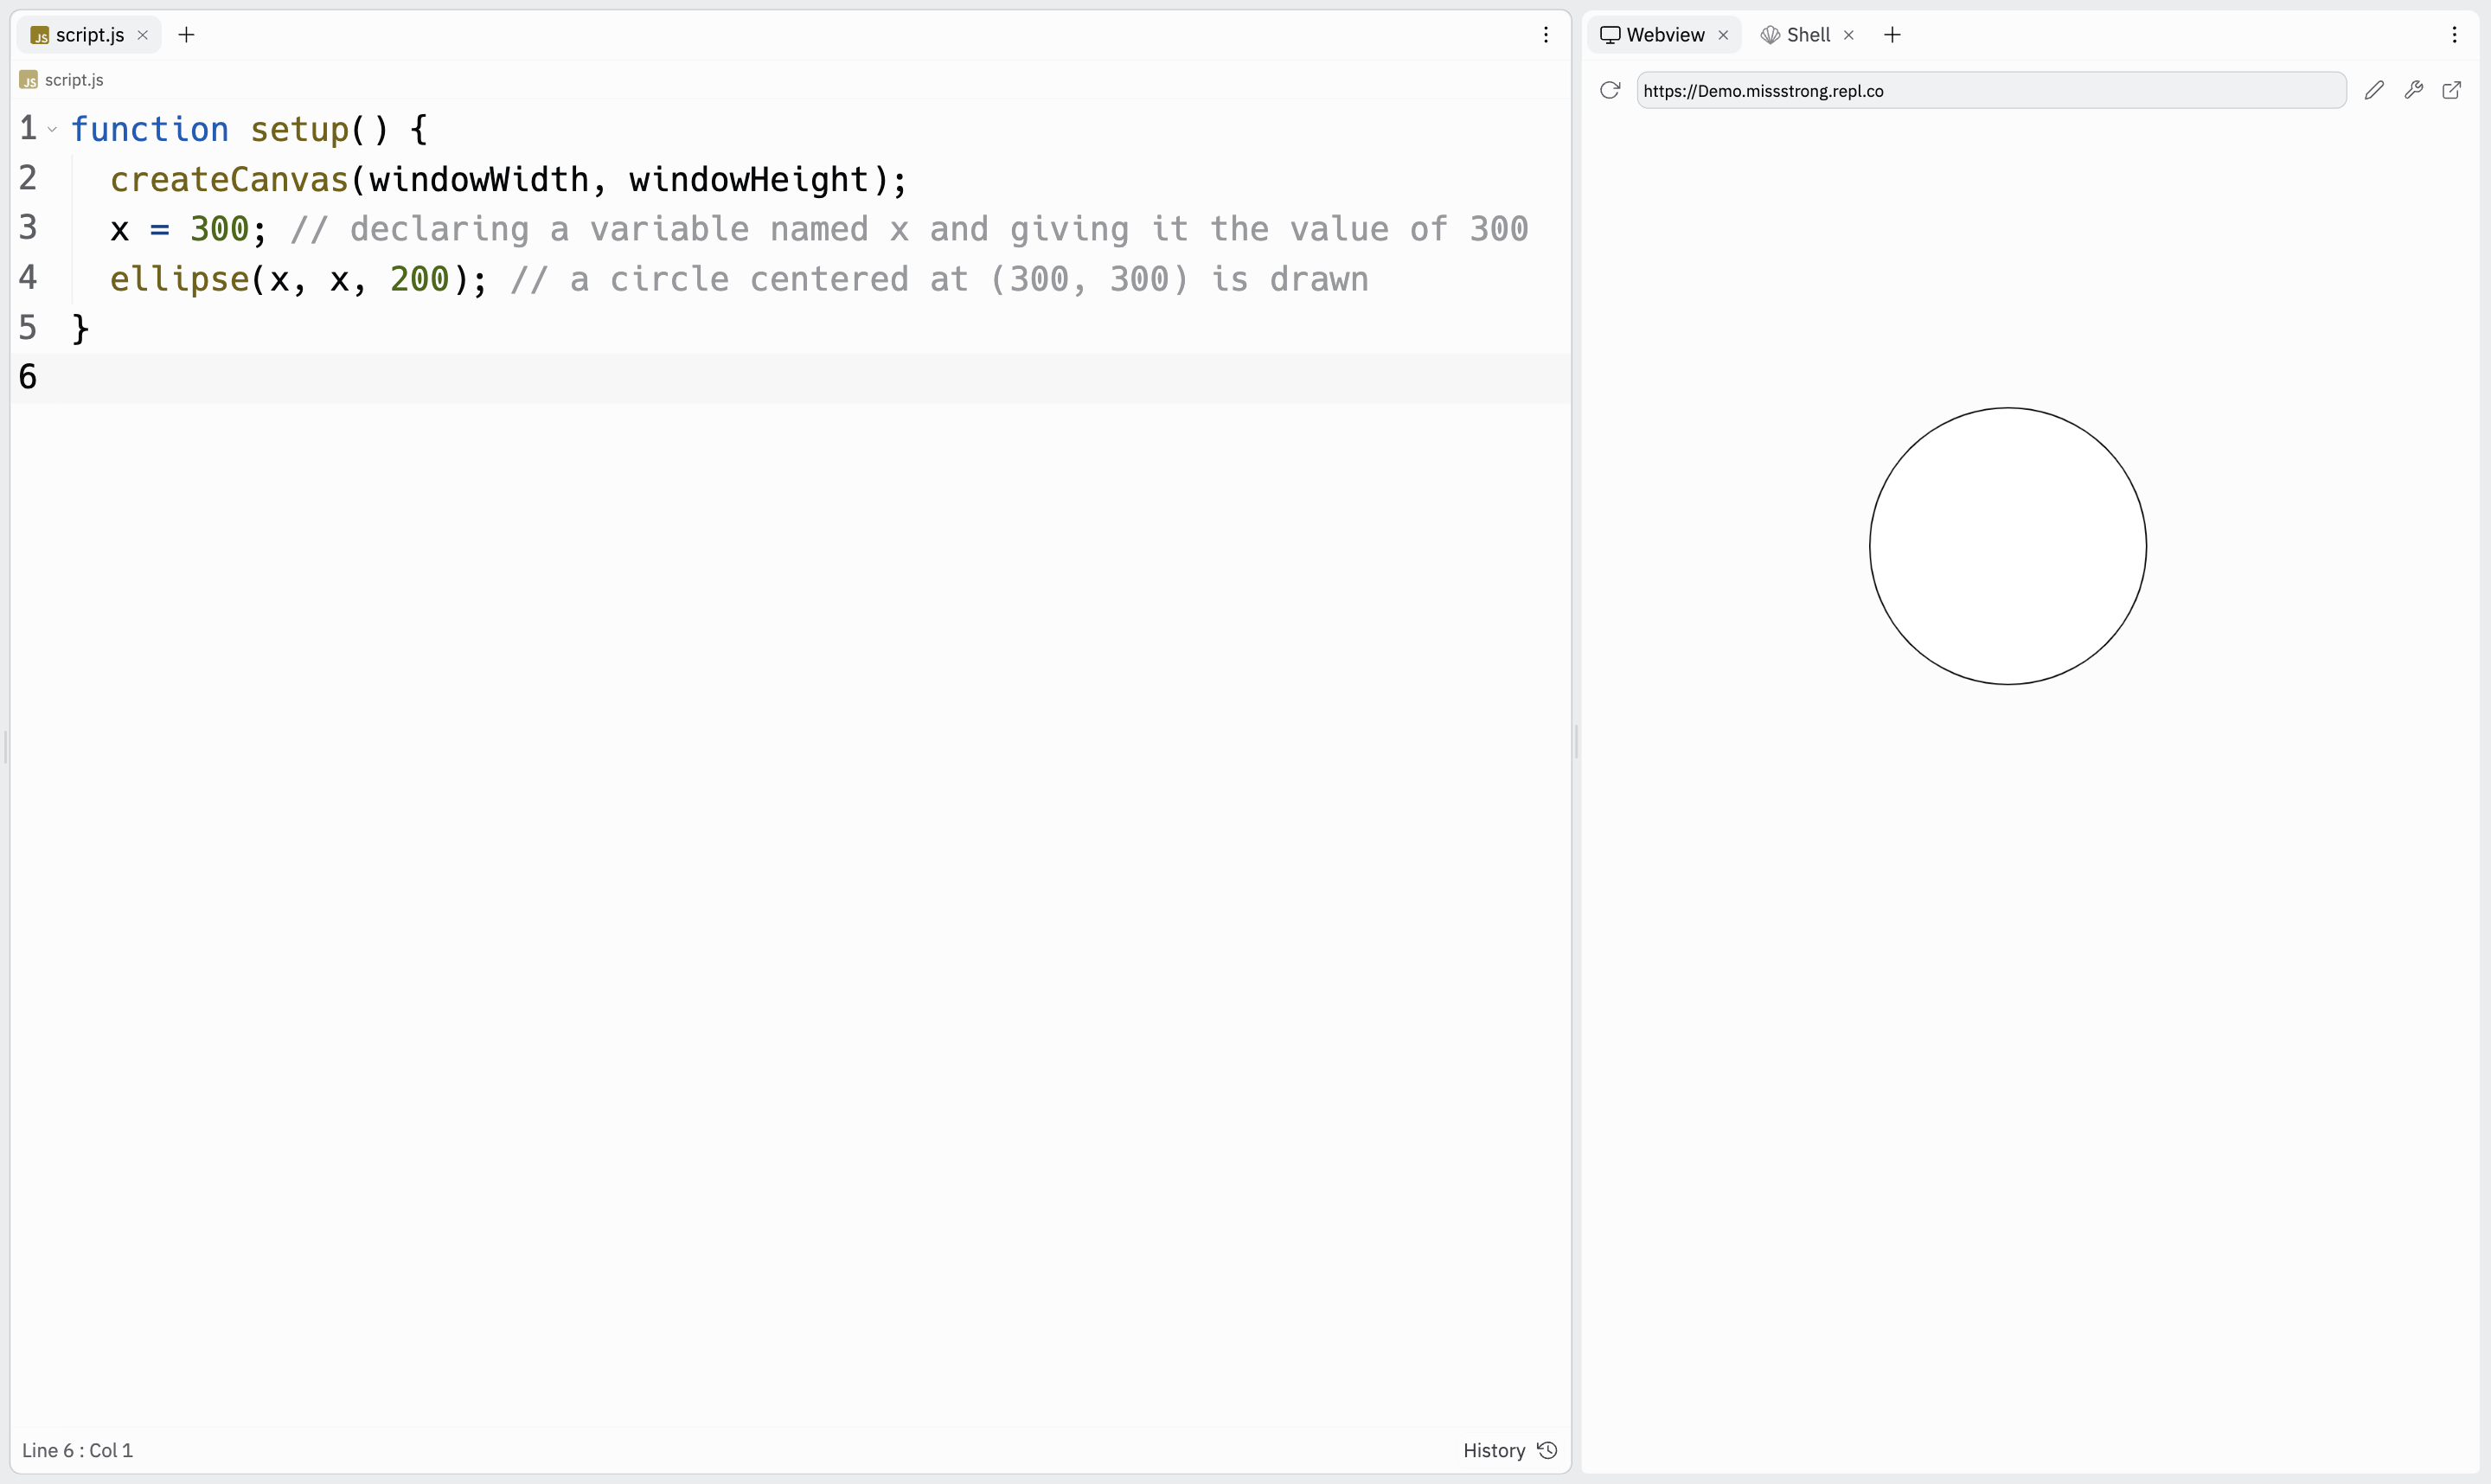 JS script.js
JS script.js
1 function setup() {
2 createCanvas(windowWidth, windowHeight);
3 x = 300; // declaring a variable named x and giving it the value of 300
4 ellipse(x, x, 200); // a circle centered at (300, 300) is drawn
5 }
6
Line 6 : Col 1
History
Webview
Shell
https://Demo.missstrong.repl.co